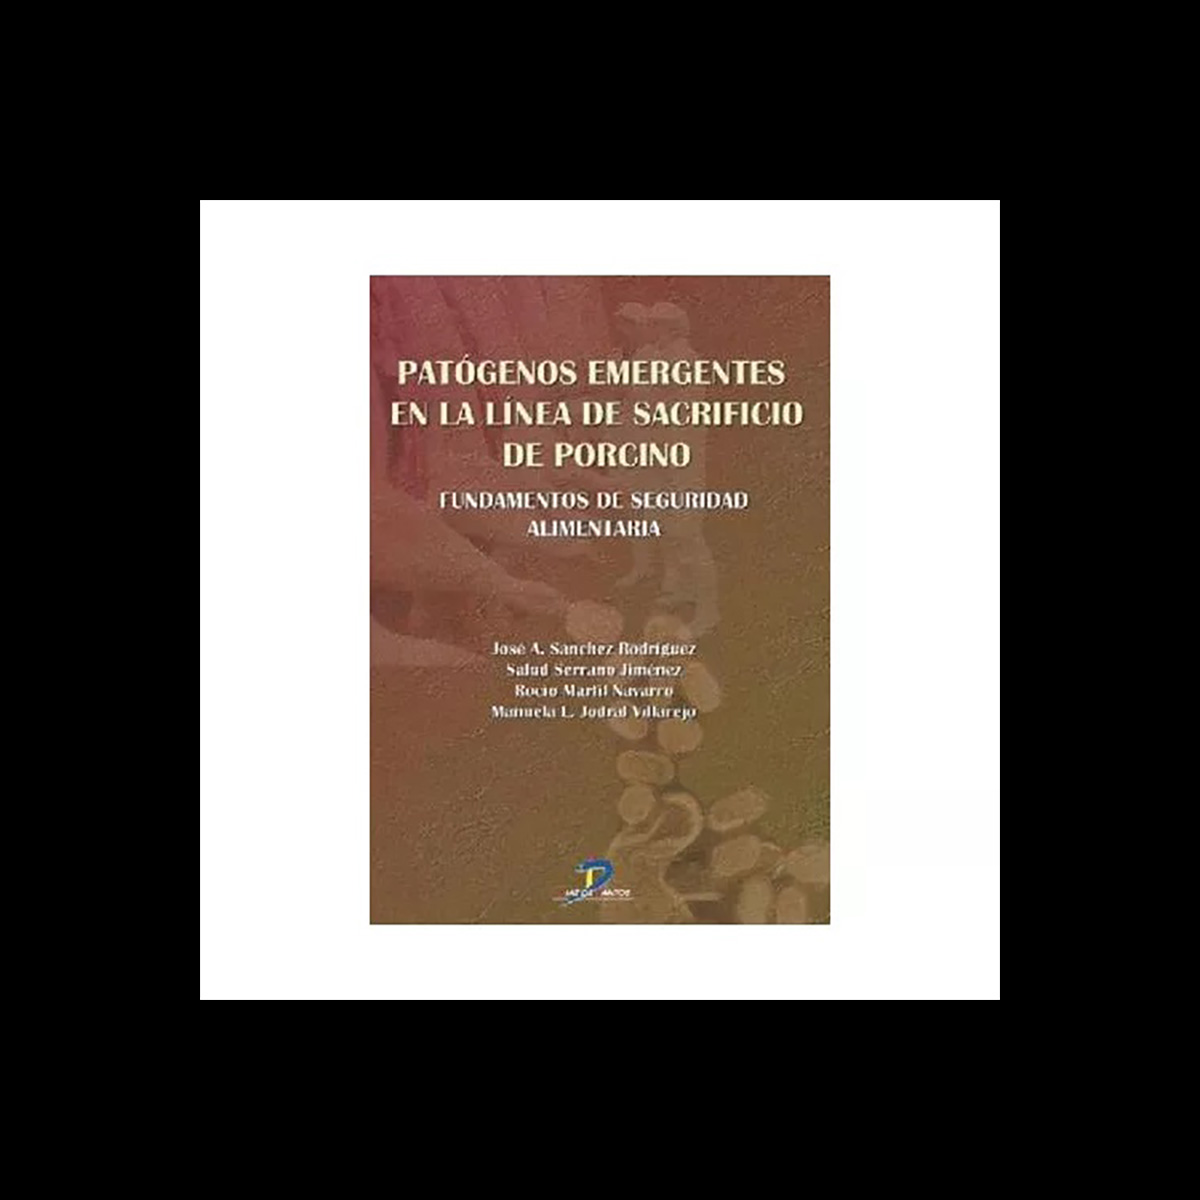 PATÓGENOS EMERGENTES
EN LA LÍNEA DE SACRIFICIO
DE PORCINO
FUNDAMENTOS DE SEGURIDAD
ALIMENTARIA
José A. Sánchez Rodríguez
Salud Serrano Jiménez
Rocío Marfil Navarro
Manuela L. Jodral Villarejo